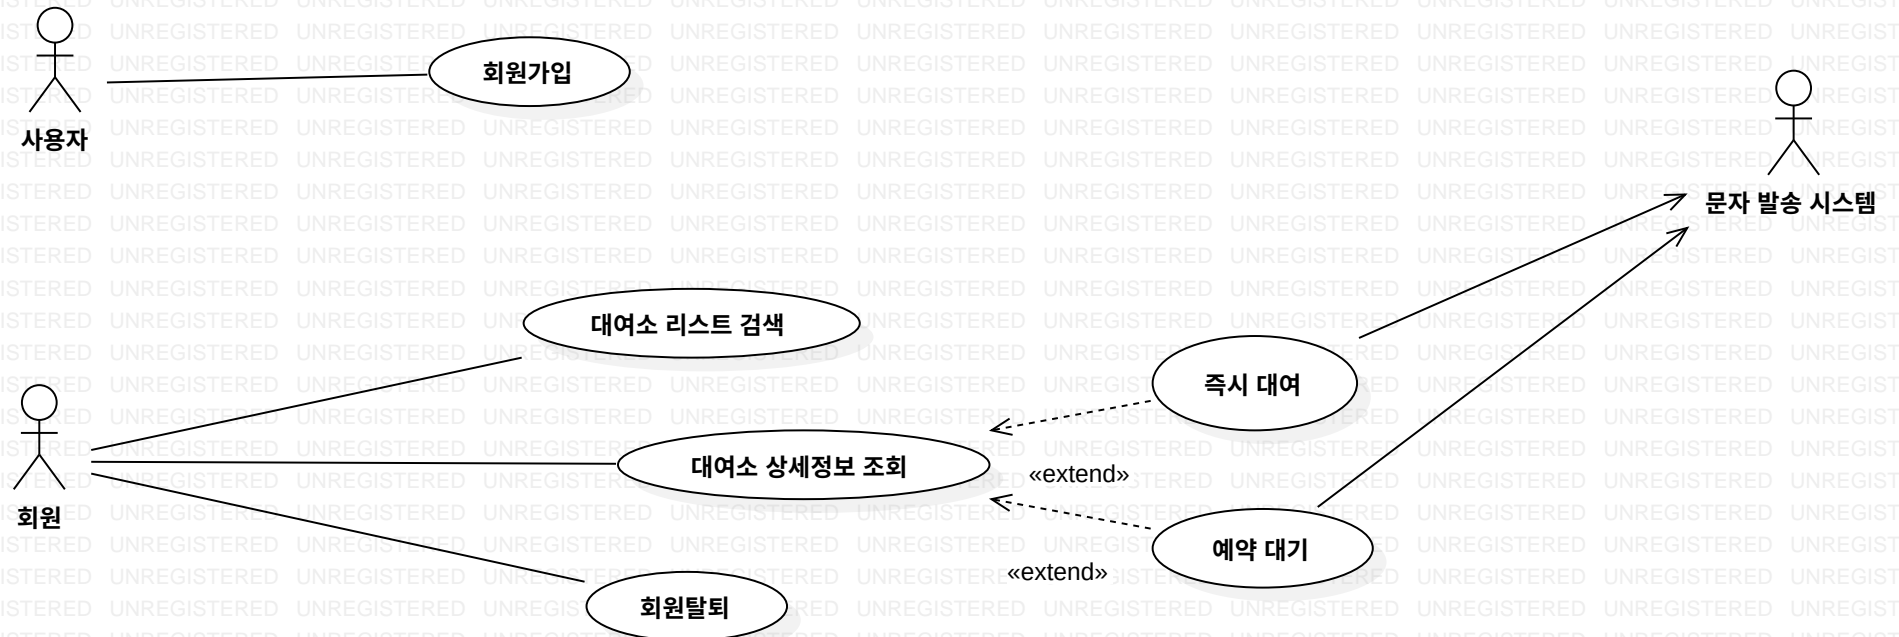 회원가입
사용자
문자 발송 시스템
대여소 리스트 검색
즉시 대여
대여소 상세정보 조회
«extend»
회원
예약 대기
«extend»
회원탈퇴
UNREGISTERED